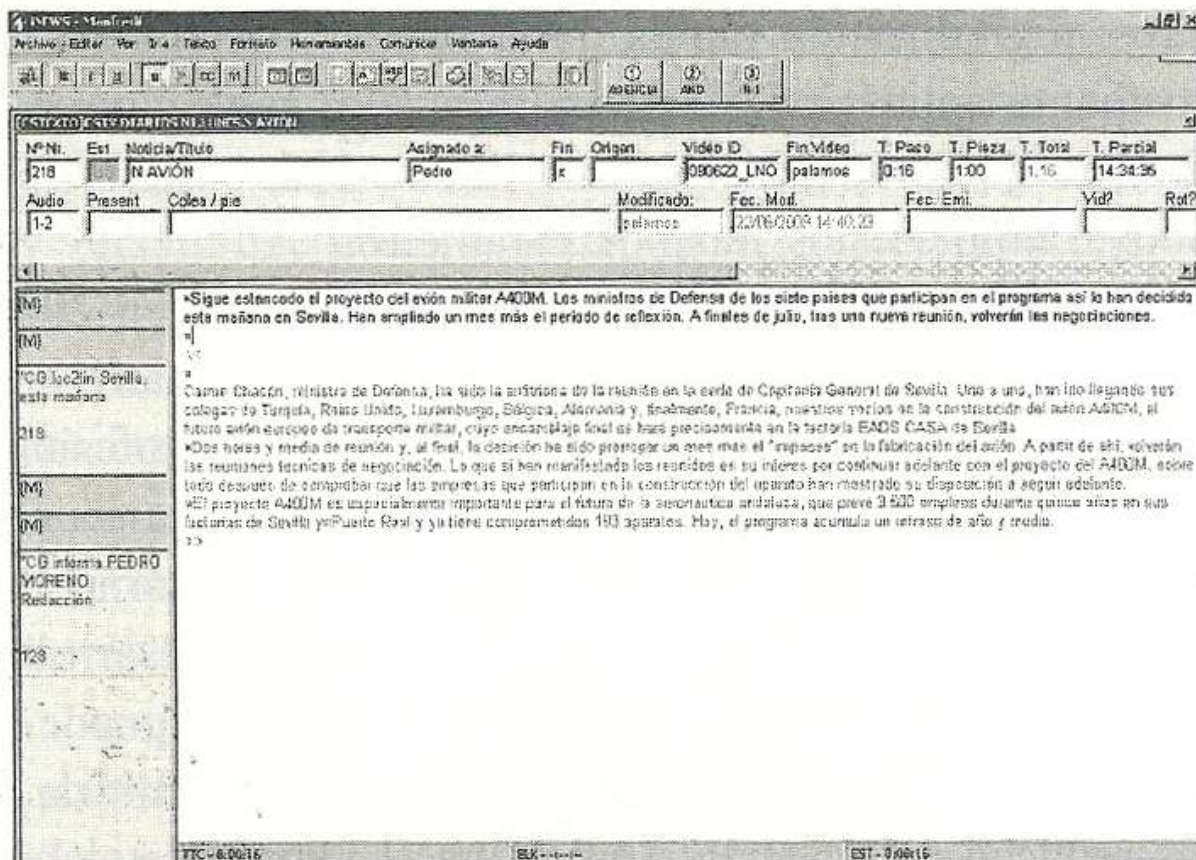 iNEWS - Manfredi
Archivo Editar Ver Ir a Texto Formato Herramientas Comunicar Ventana Ayuda
AGENCIA AND N-1
Nº Nt. Est Noticia/Título Asignado a: Fin Origen Video ID Fin Video T. Paso T. Pieza T. Total T. Parcial
218 N AVIÓN Pedro x 090622_LNO palamos 0:16 1:00 1:16 14:34:35
Audio Present Coles / pie Modificado: Fec. Mod. Fec. Emi. Vid? Rot?
1-2 palamos 22/06/2009 14:40:23
{M}
{M}
*CG loc2lin Sevilla,
esta mañana
218
{M}
{M}
*CG informa PEDRO
MORENO
Redacción
128
*Sigue estancado el proyecto del avión militar A400M. Los ministros de Defensa de los siete países que participan en el programa así lo han decidido
esta mañana en Sevilla. Han ampliado un mes más el periodo de reflexión. A finales de julio, tras una nueva reunión, volverán las negociaciones.
Carme Chacón, ministra de Defensa, ha sido la anfitriona de la reunión en la sede de Capitanía General de Sevilla. Uno a uno, han ido llegando sus
colegas de Turquía, Reino Unido, Luxemburgo, Bélgica, Alemania y, finalmente, Francia, nuestros socios en la construcción del avión A400M, el
futuro avión europeo de transporte militar, cuyo ensamblaje final se hará precisamente en la factoría EADS CASA de Sevilla
*Dos horas y media de reunión y, al final, la decisión ha sido prorrogar un mes más el "impasse" en la fabricación del avión. A partir de ahí, volverán
las reuniones técnicas de negociación. Lo que sí han manifestado los reunidos es su interés por continuar adelante con el proyecto del A400M, sobre
todo después de comprobar que las empresas que participan en la construcción del aparato han mostrado su disposición a seguir adelante.
*El proyecto A400M es especialmente importante para el futuro de la aeronáutica andaluza, que prevé 3.500 empleos durante quince años en sus
factorías de Sevilla y Puerto Real y ya tiene comprometidos 193 aparatos. Hoy, el programa acumula un retraso de año y medio.
>>
TTC - 0:00:16 BLK - --:-- EST - 0:00:16